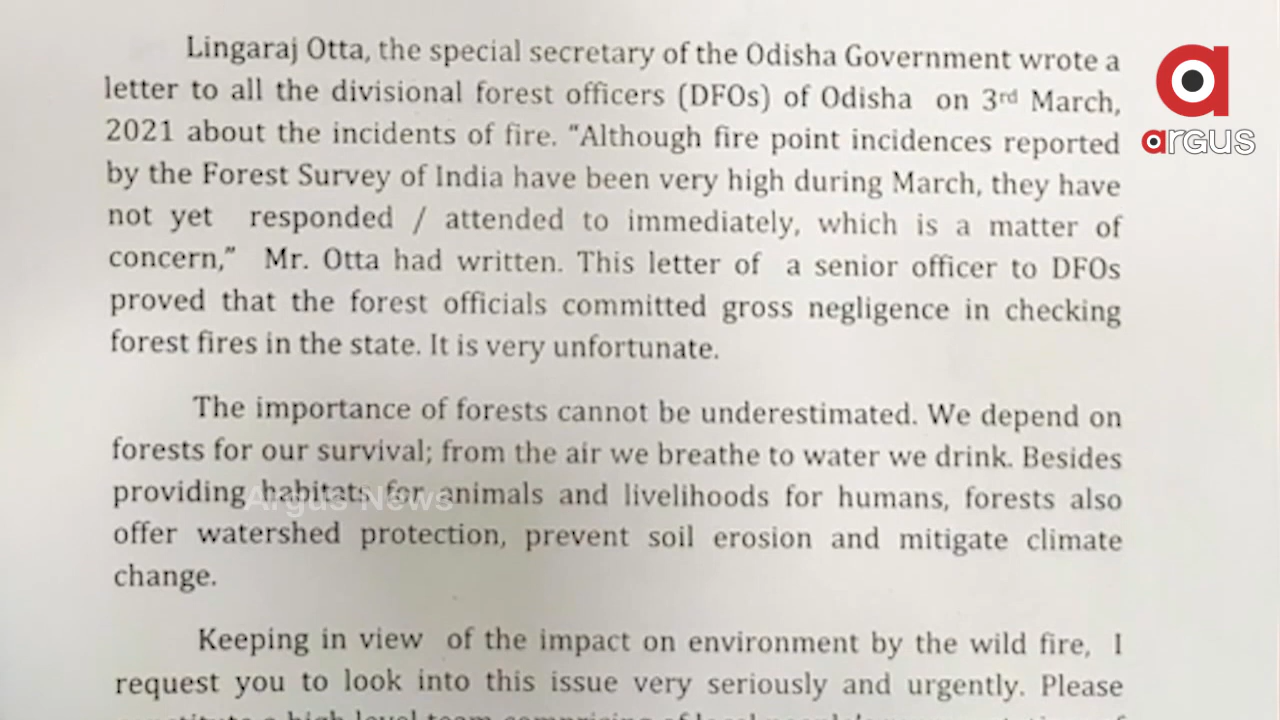 Lingaraj Otta, the special secretary of the Odisha Government wrote a
letter to all the divisional forest officers (DFOs) of Odisha on 3rd March,
2021 about the incidents of fire. “Although fire point incidences reported
by the Forest Survey of India have been very high during March, they have
not yet responded / attended to immediately, which is a matter of
concern,” Mr. Otta had written. This letter of a senior officer to DFOs
proved that the forest officials committed gross negligence in checking
forest fires in the state. It is very unfortunate.
The importance of forests cannot be underestimated. We depend on
forests for our survival; from the air we breathe to water we drink. Besides
providing habitats for animals and livelihoods for humans, forests also
offer watershed protection, prevent soil erosion and mitigate climate
change.
Keeping in view of the impact on environment by the wild fire, I
request you to look into this issue very seriously and urgently. Please
a
argus
Argus News